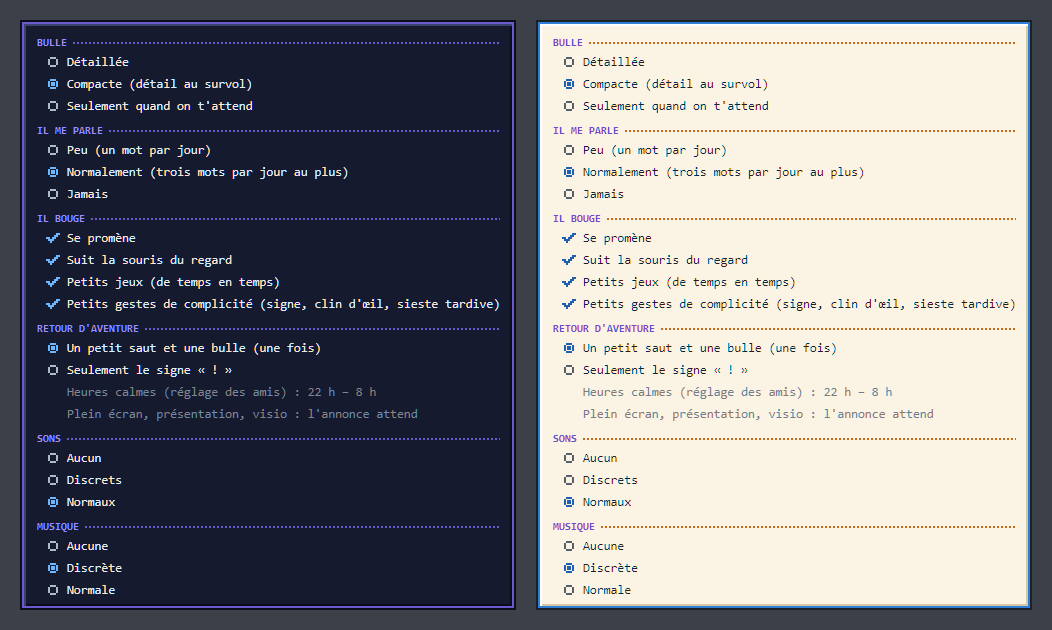 BULLE
Détaillée
Compacte (détail au survol)
Seulement quand on t'attend
IL ME PARLE
Peu (un mot par jour)
Normalement (trois mots par jour au plus)
Jamais
IL BOUGE
Se promène
Suit la souris du regard
Petits jeux (de temps en temps)
Petits gestes de complicité (signe, clin d'œil, sieste tardive)
RETOUR D'AVENTURE
Un petit saut et une bulle (une fois)
Seulement le signe « ! »
Heures calmes (réglage des amis) : 22 h – 8 h
Plein écran, présentation, visio : l'annonce attend
SONS
Aucun
Discrets
Normaux
MUSIQUE
Aucune
Discrète
Normale
BULLE
Détaillée
Compacte (détail au survol)
Seulement quand on t'attend
IL ME PARLE
Peu (un mot par jour)
Normalement (trois mots par jour au plus)
Jamais
IL BOUGE
Se promène
Suit la souris du regard
Petits jeux (de temps en temps)
Petits gestes de complicité (signe, clin d'œil, sieste tardive)
RETOUR D'AVENTURE
Un petit saut et une bulle (une fois)
Seulement le signe « ! »
Heures calmes (réglage des amis) : 22 h – 8 h
Plein écran, présentation, visio : l'annonce attend
SONS
Aucun
Discrets
Normaux
MUSIQUE
Aucune
Discrète
Normale